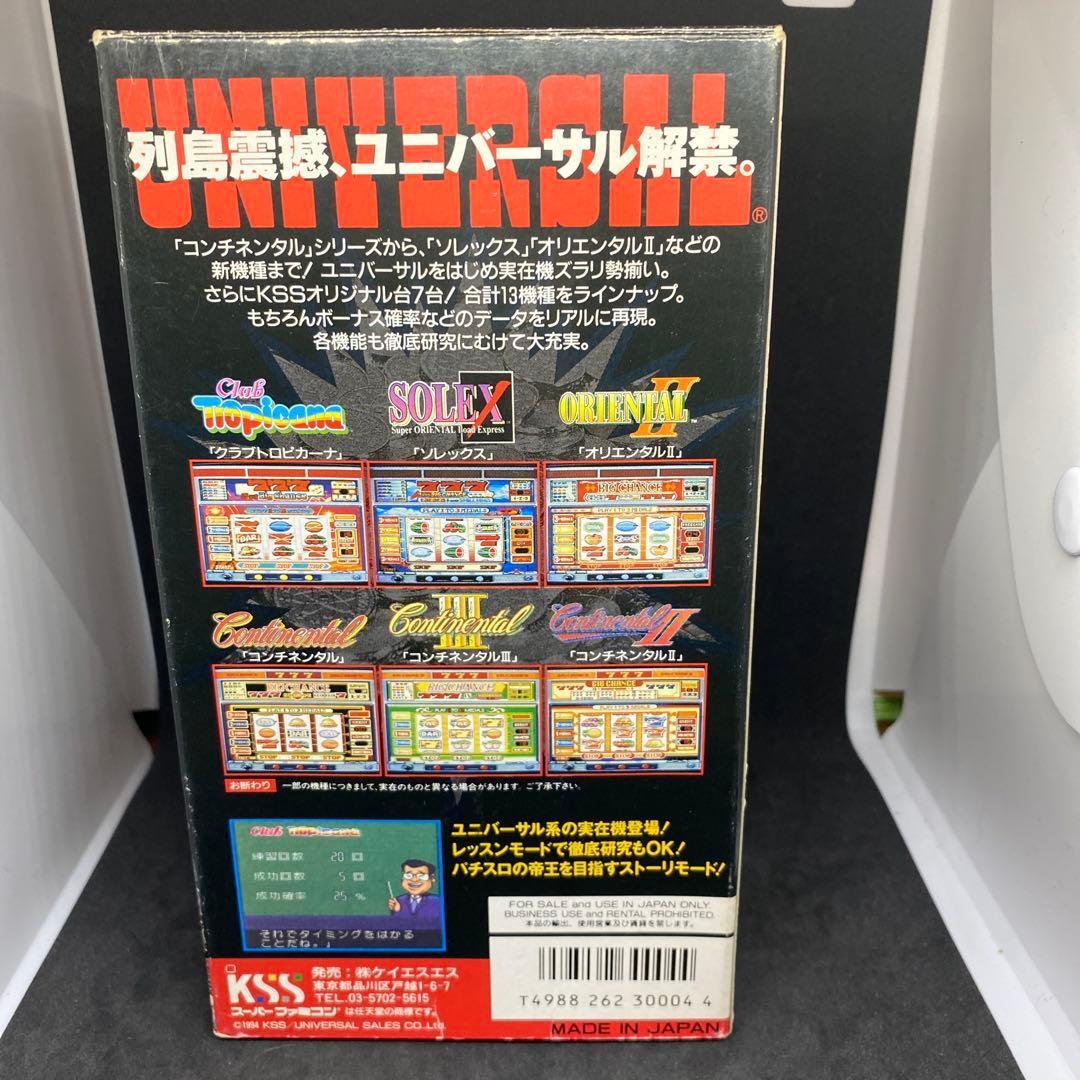 UNIVERSAL®
列島震撼、ユニバーサル解禁。
「コンチネンタル」シリーズから、「ソレックス」「オリエンタルⅡ」などの
新機種まで！ユニバーサルをはじめ実在機ズラリ勢揃い。
さらにKSSオリジナル台7台！合計13機種をラインナップ。
もちろんボーナス確率などのデータをリアルに再現。
各機能も徹底研究にむけて大充実。
Club Tropicana
SOLEX
Super ORIENTAL Load Express
ORIENTAL Ⅱ
「クラブトロピカーナ」
「ソレックス」
「オリエンタルⅡ」
Continental
Continental Ⅲ
Continental Ⅱ
「コンチネンタル」
「コンチネンタルⅢ」
「コンチネンタルⅡ」
お断わり 一部の機種につきまして、実在のものと異なる場合があります。ご了承下さい。
Club Tropicana
練習回数 20 回
成功回数 5 回
成功確率 25. %
それでタイミングをはかる
ことだね。」
ユニバーサル系の実在機登場！
レッスンモードで徹底研究もOK！
パチスロの帝王を目指すストーリモード！
FOR SALE and USE IN JAPAN ONLY.
BUSINESS USE and RENTAL PROHIBITED.
本品の輸出、使用営業及び賃貸を禁じます。
T4988 262 30004 4
MADE IN JAPAN
KSS
発売：㈱ケイエスエス
東京都品川区戸越1-6-7
TEL.03-5702-5615
スーパーファミコン®は任天堂の商標です。
©1994 KSS/UNIVERSAL SALES CO.Ltd.